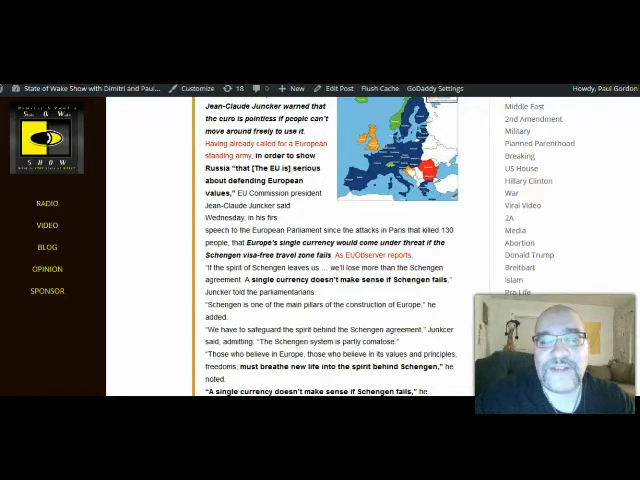 State of Wake Show with Dimitri and Paul...
Customize
18
0
New
Edit Post
Flush Cache
GoDaddy Settings
Howdy, Paul Gordon
Dimitri & Paul's
State Of Wake
SHOW
RADIO
VIDEO
BLOG
OPINION
SPONSOR
Jean-Claude Juncker warned that
the euro is pointless if people can't
move around freely to use it.
Having already called for a European
standing army, in order to show
Russia "that [The EU is] serious
about defending European
values," EU Commission president
Jean-Claude Juncker said
Wednesday, in his firs
speech to the European Parliament since the attacks in Paris that killed 130
people, that Europe's single currency would come under threat if the
Schengen visa-free travel zone fails. As EUObserver reports.
"If the spirit of Schengen leaves us … we'll lose more than the Schengen
agreement. A single currency doesn't make sense if Schengen fails,"
Juncker told the parliamentarians.
"Schengen is one of the main pillars of the construction of Europe," he
added.
"We have to safeguard the spirit behind the Schengen agreement," Junkcer
said, admitting: "The Schengen system is partly comatose."
"Those who believe in Europe, those who believe in its values and principles,
freedoms, must breathe new life into the spirit behind Schengen," he
noted.
"A single currency doesn't make sense if Schengen fails," he
Middle East
2nd Amendment
Military
Planned Parenthood
Breaking
US House
Hillary Clinton
War
Viral Video
2A
Media
Abortion
Donald Trump
Breitbart
Islam
Pro Life